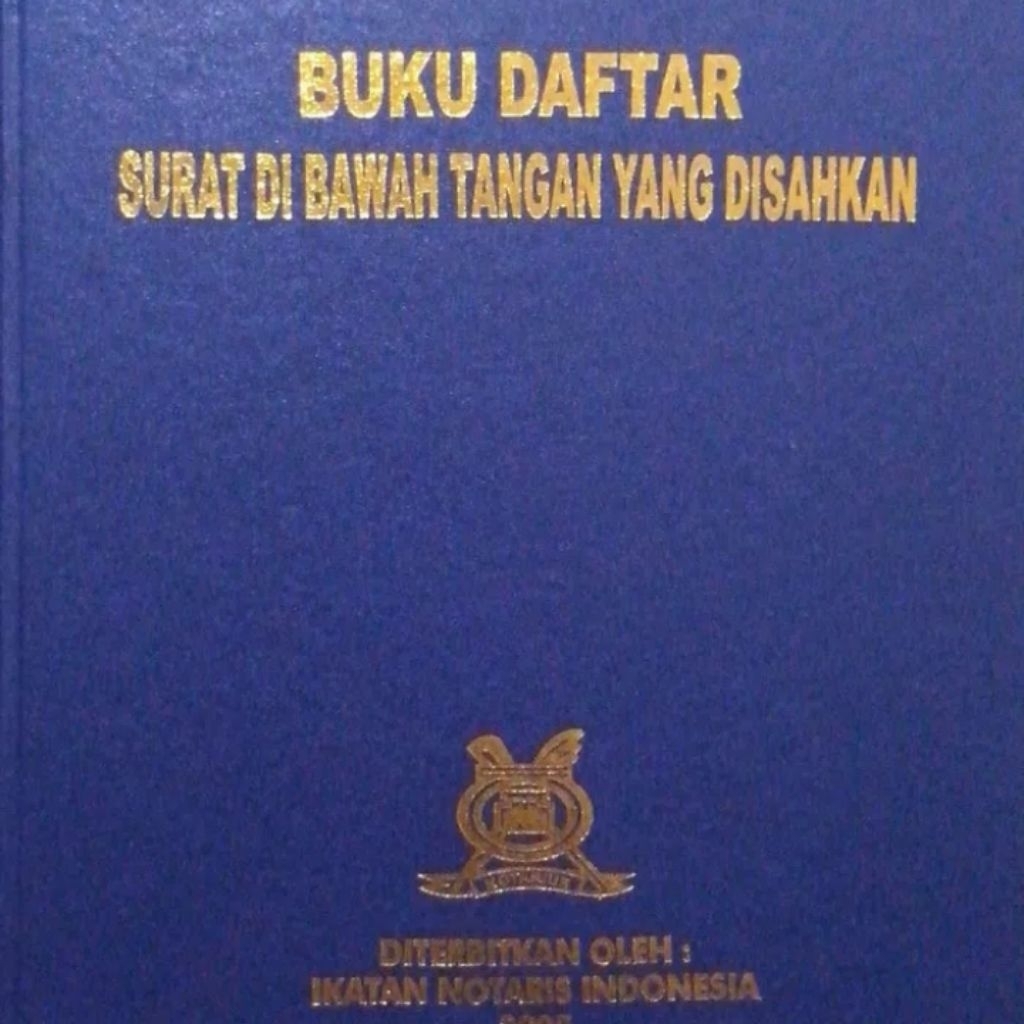 BUKU DAFTAR
SURAT DI BAWAH TANGAN YANG DISAHKAN
DITERBITKAN OLEH :
IKATAN NOTARIS INDONESIA